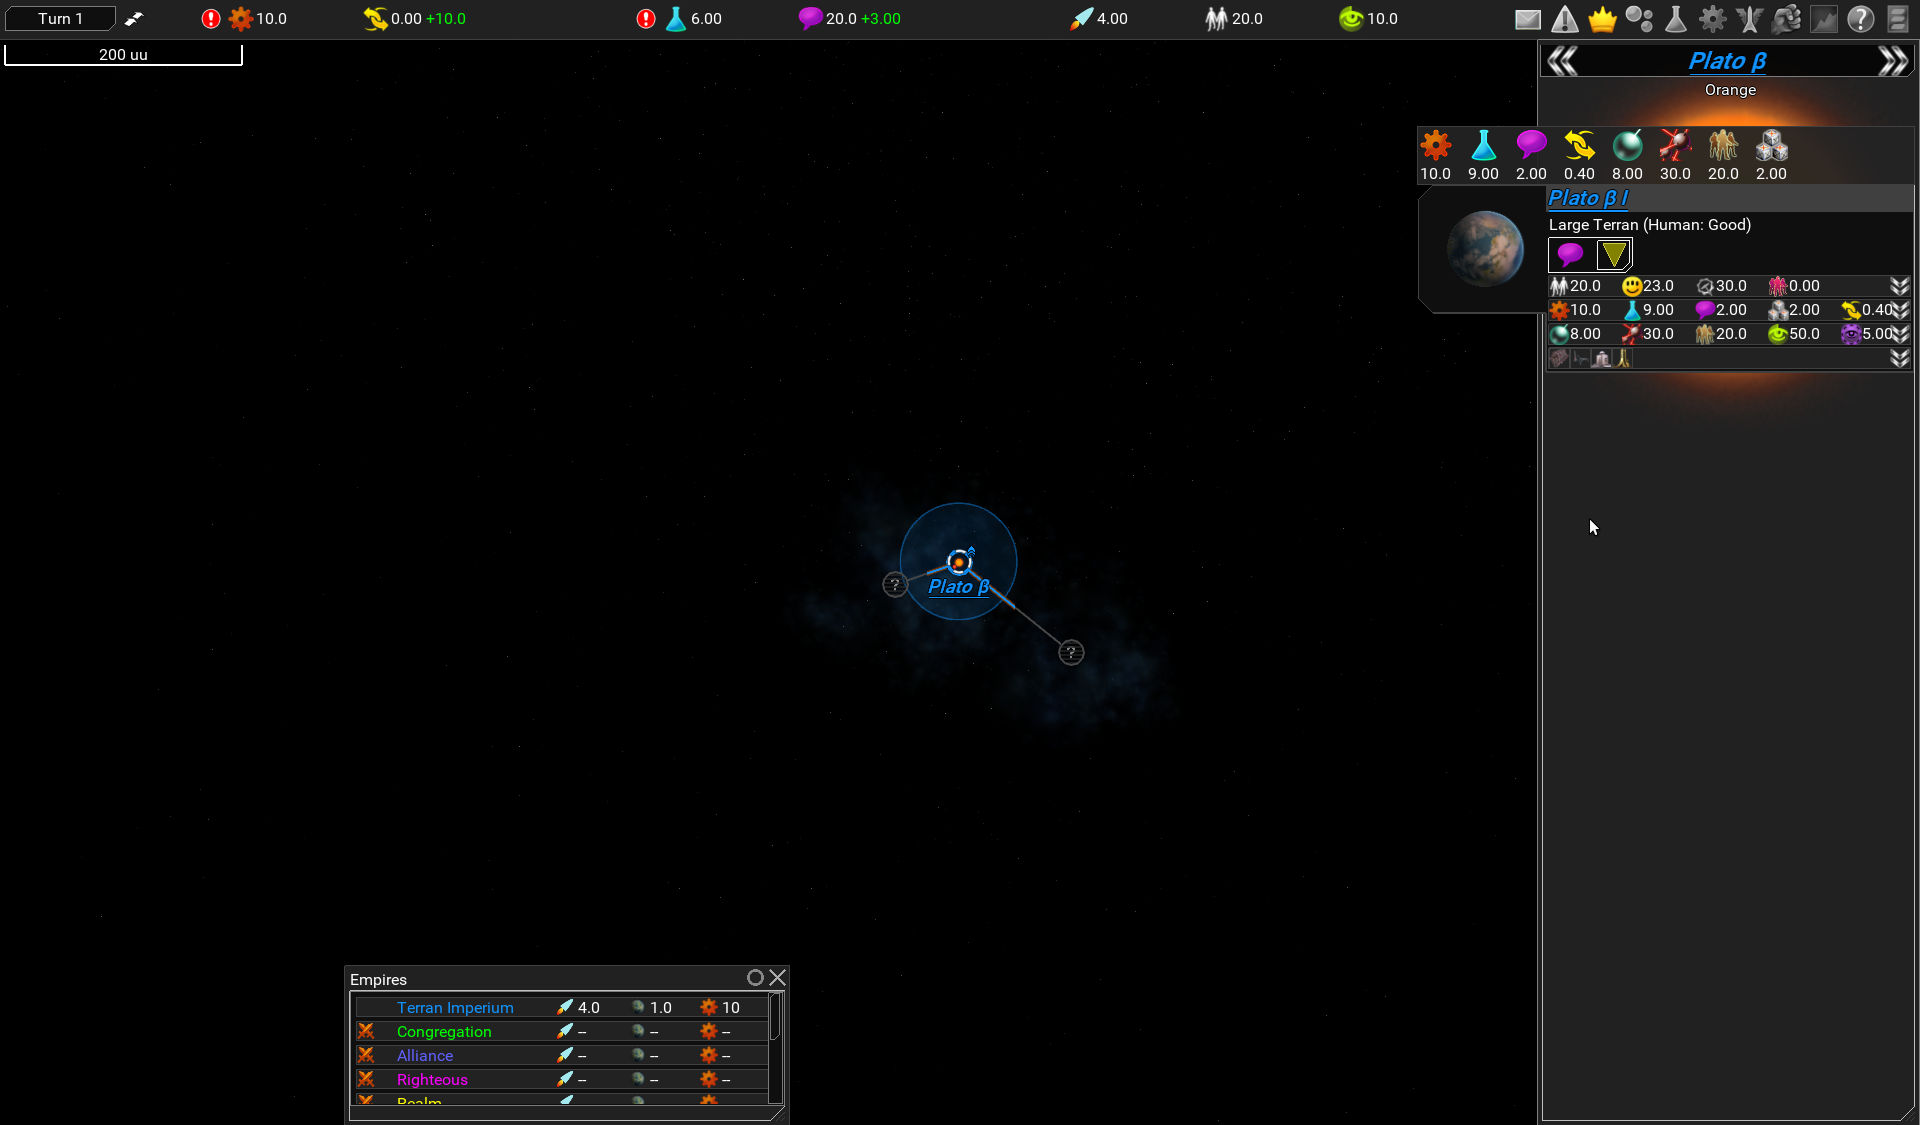 Turn 1 10.0 0.00 +10.0 6.00 20.0 +3.00 4.00 20.0 10.0
200 uu
Plato β
Orange
10.0 9.00 2.00 0.40 8.00 30.0 20.0 2.00
Plato β I
Large Terran (Human: Good)
20.0 23.0 30.0 0.00
10.0 9.00 2.00 2.00 0.40
8.00 30.0 20.0 50.0 5.00
?
Plato β
?
Empires
Terran Imperium 4.0 1.0 10
Congregation -- -- --
Alliance -- -- --
Righteous -- -- --
Realm